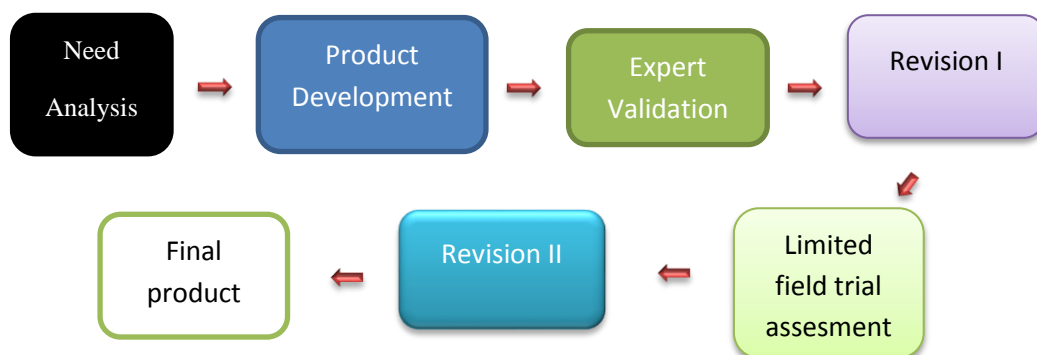 Need
Analysis
Product
Development
Expert
Validation
Revision I
Limited
field trial
assesment
Revision II
Final
product